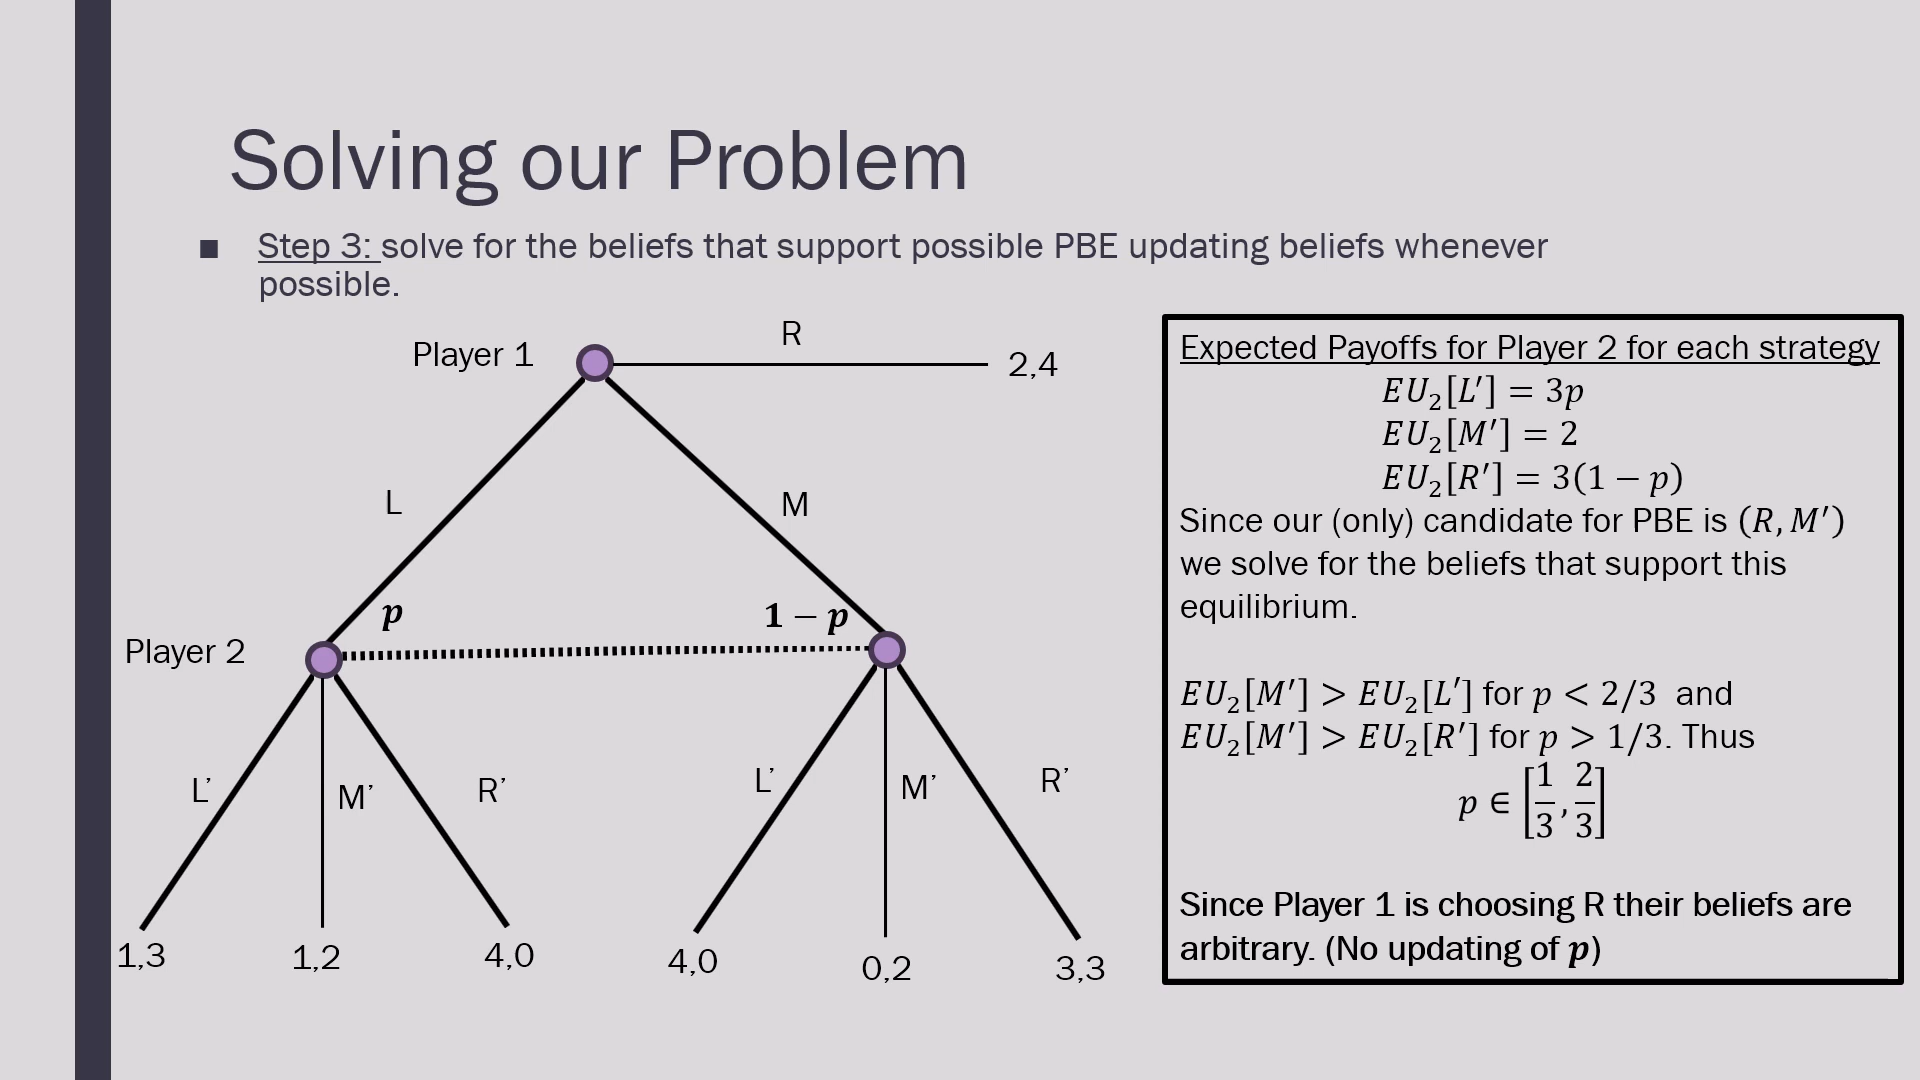 Solving our Problem
■ Step 3: solve for the beliefs that support possible PBE updating beliefs whenever
possible.
R
Player 1
2,4
L
M
p
1 − p
Player 2
L’
M’
R’
L’
M’
R’
1,3
1,2
4,0
4,0
0,2
3,3
Expected Payoffs for Player 2 for each strategy
EU₂[L′] = 3p
EU₂[M′] = 2
EU₂[R′] = 3(1 − p)
Since our (only) candidate for PBE is (R, M′)
we solve for the beliefs that support this
equilibrium.
EU₂[M′] > EU₂[L′] for p < 2/3 and
EU₂[M′] > EU₂[R′] for p > 1/3. Thus
p ∈ [1/3, 2/3]
Since Player 1 is choosing R their beliefs are
arbitrary. (No updating of p)